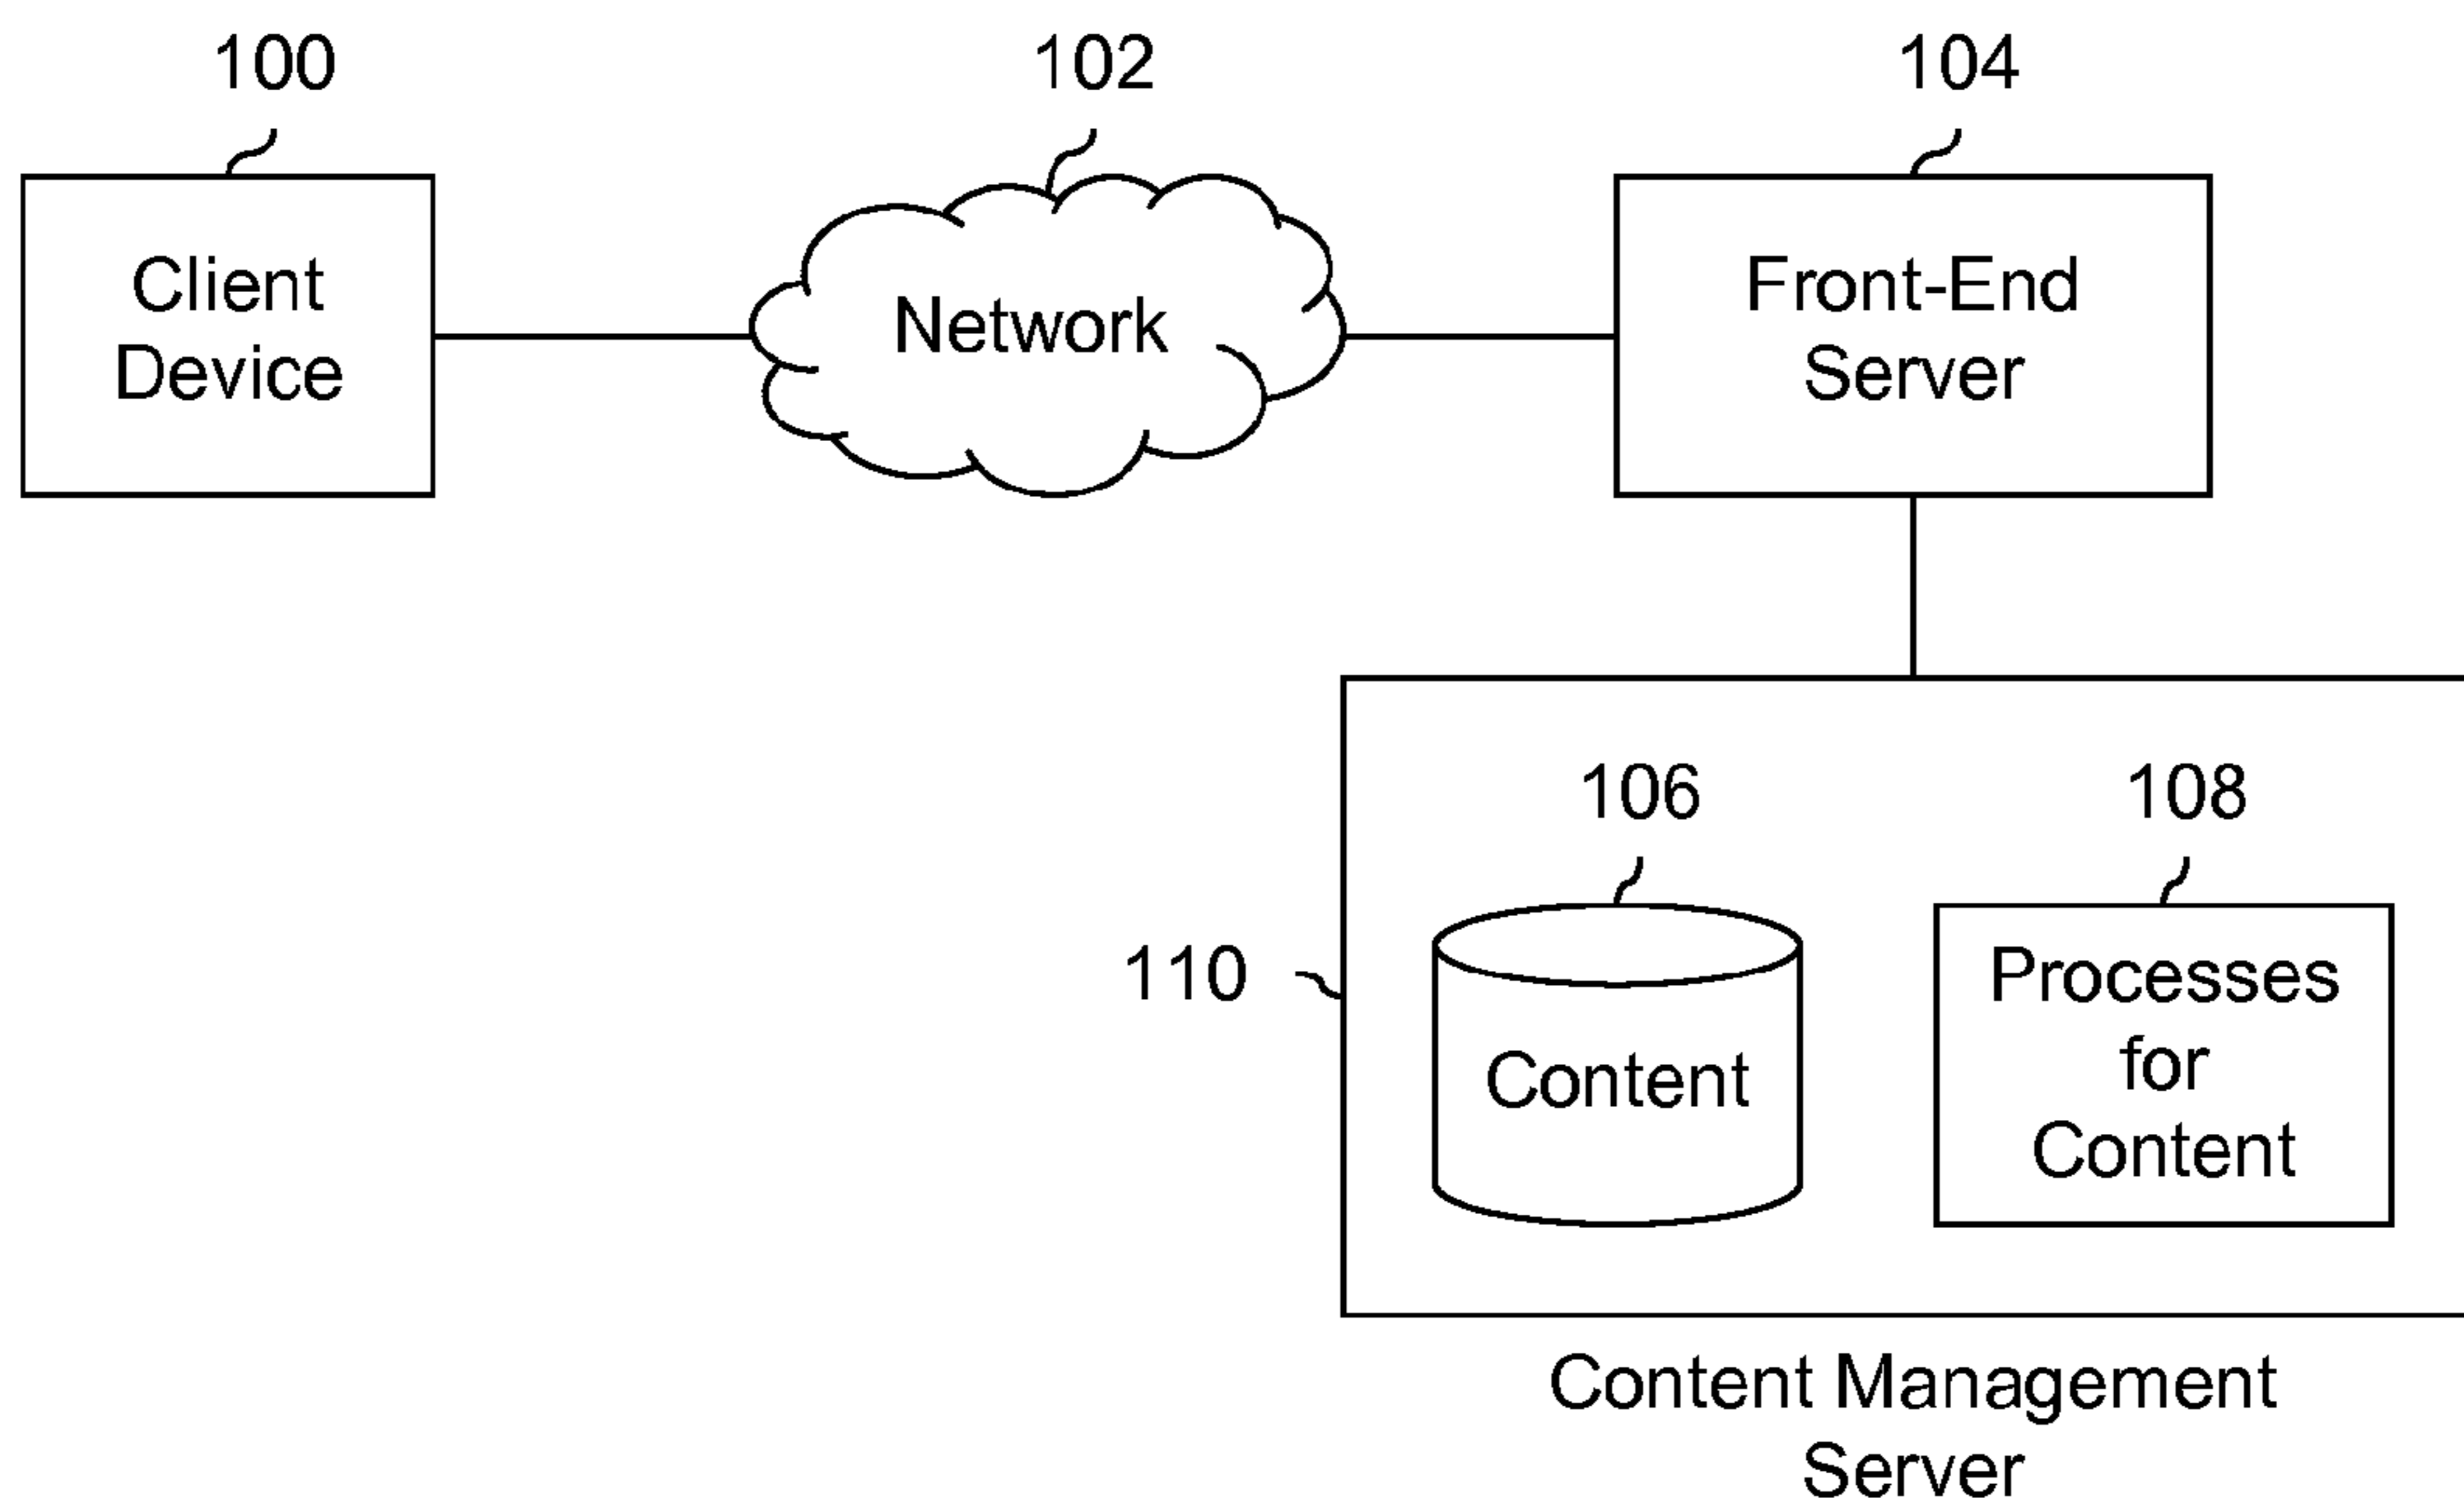 100
102
104
Client
Device
Network
Front-End
Server
106
108
110
Content
Processes
for
Content
Content Management
Server